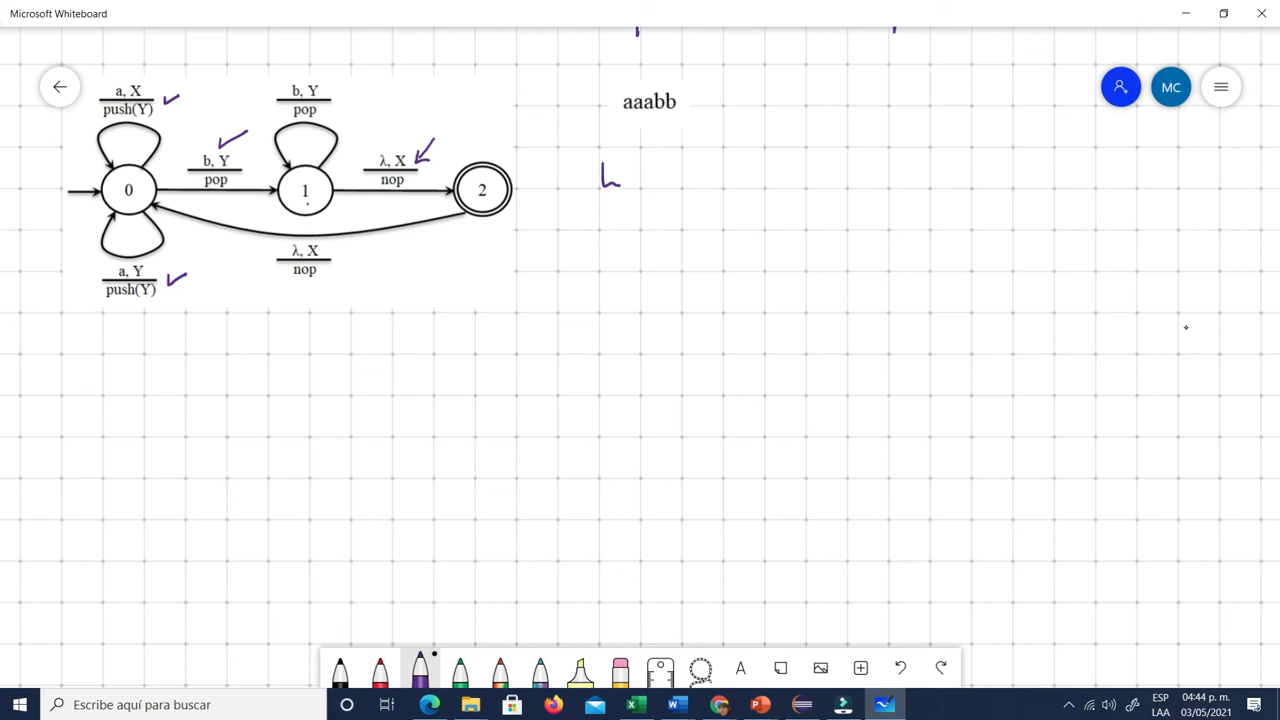 Microsoft Whiteboard
MC
a, X
push(Y)
b, Y
pop
aaabb
b, Y
pop
λ, X
nop
0
1
2
λ, X
nop
a, Y
push(Y)
A
Escribe aquí para buscar
ESP
LAA
04:44 p. m.
03/05/2021